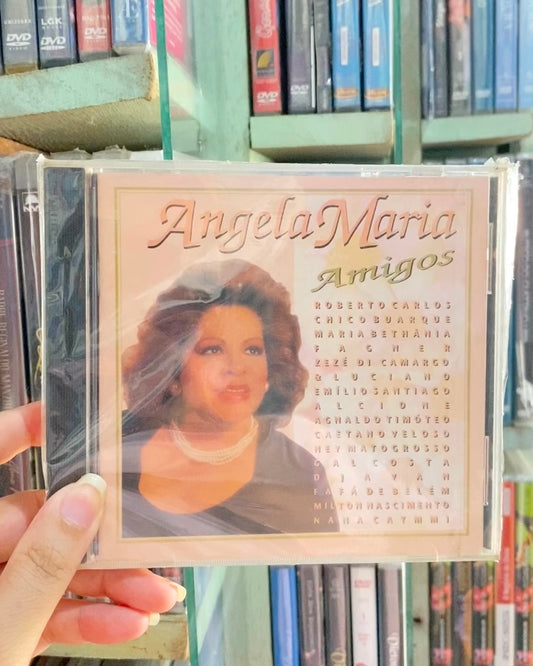 LGK
DVD
DVD
DVD
DVD
DVD
Angela Maria
Amigos
ROBERTO CARLOS
CHICO BUARQUE
MARIA BETHÂNIA
FAGNER
ZEZÉ DI CAMARGO
& LUCIANO
EMÍLIO SANTIAGO
ALCIONE
AGNALDO TIMÓTEO
CAETANO VELOSO
NEY MATOGROSSO
GAL COSTA
DJAVAN
FAFÁ DE BELÉM
MILTON NASCIMENTO
NANA CAYMMI
DVD